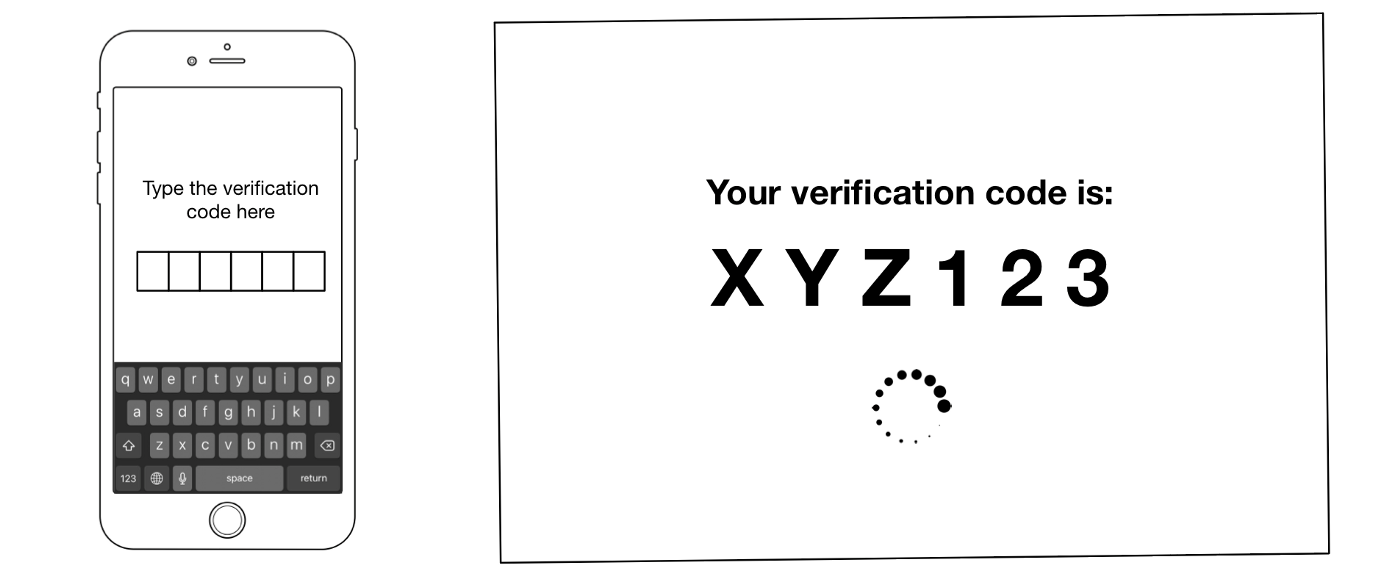 Type the verification
code here
q w e r t y u i o p
a s d f g h j k l
z x c v b n m
123 space return
Your verification code is:
X Y Z 1 2 3